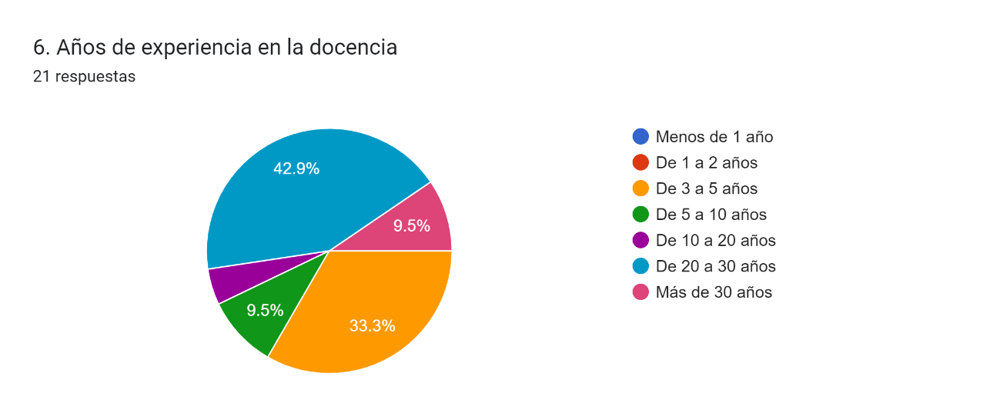 6. Años de experiencia en la docencia
21 respuestas
42.9%
9.5%
9.5%
33.3%
Menos de 1 año
De 1 a 2 años
De 3 a 5 años
De 5 a 10 años
De 10 a 20 años
De 20 a 30 años
Más de 30 años